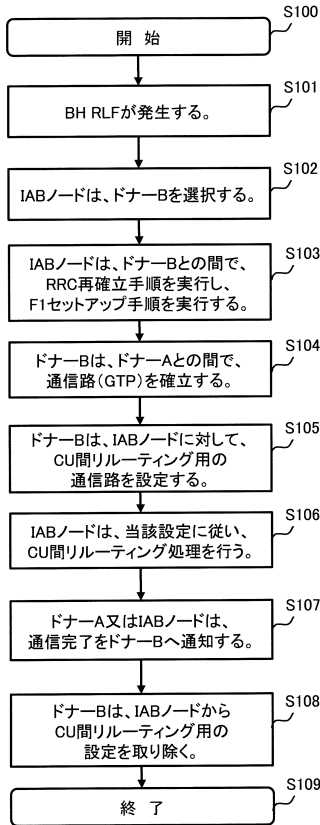 S100
開 始
S101
BH RLFが発生する。
S102
IABノードは、ドナーBを選択する。
S103
IABノードは、ドナーBとの間で、
RRC再確立手順を実行し、
F1セットアップ手順を実行する。
S104
ドナーBは、ドナーAとの間で、
通信路(GTP)を確立する。
S105
ドナーBは、IABノードに対して、
CU間リルーティング用の
通信路を設定する。
S106
IABノードは、当該設定に従い、
CU間リルーティング処理を行う。
S107
ドナーA又はIABノードは、
通信完了をドナーBへ通知する。
S108
ドナーBは、IABノードから
CU間リルーティング用の
設定を取り除く。
S109
終 了